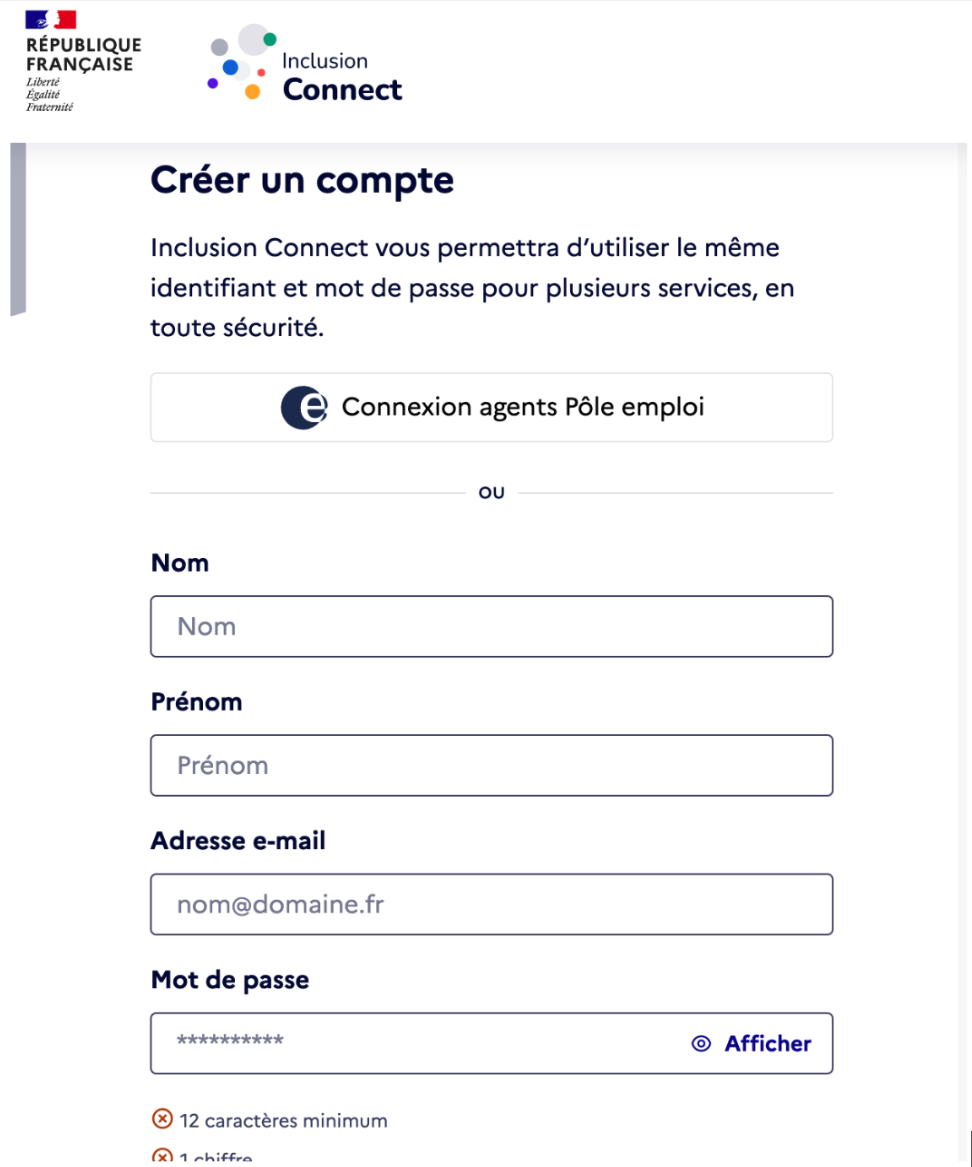 RÉPUBLIQUE
FRANÇAISE
Liberté
Égalité
Fraternité
Inclusion
Connect
Créer un compte
Inclusion Connect vous permettra d’utiliser le même
identifiant et mot de passe pour plusieurs services, en
toute sécurité.
Connexion agents Pôle emploi
OU
Nom
Nom
Prénom
Prénom
Adresse e-mail
nom@domaine.fr
Mot de passe
********** Afficher
12 caractères minimum
1 chiffre